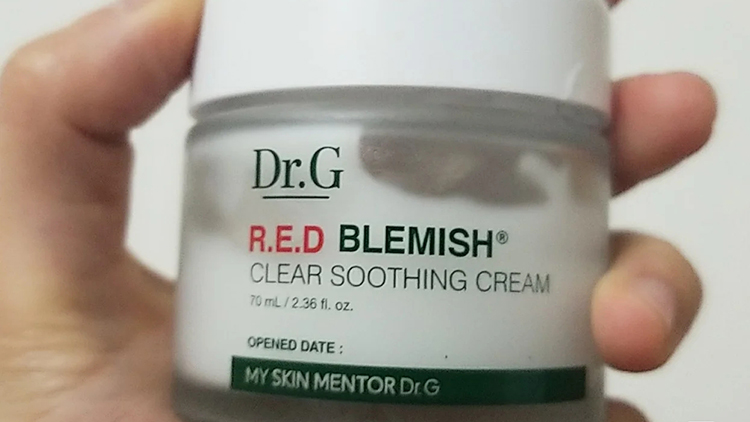 Dr.G
R.E.D BLEMISH®
CLEAR SOOTHING CREAM
70 mL / 2.36 fl. oz.
OPENED DATE :
MY SKIN MENTOR Dr.G